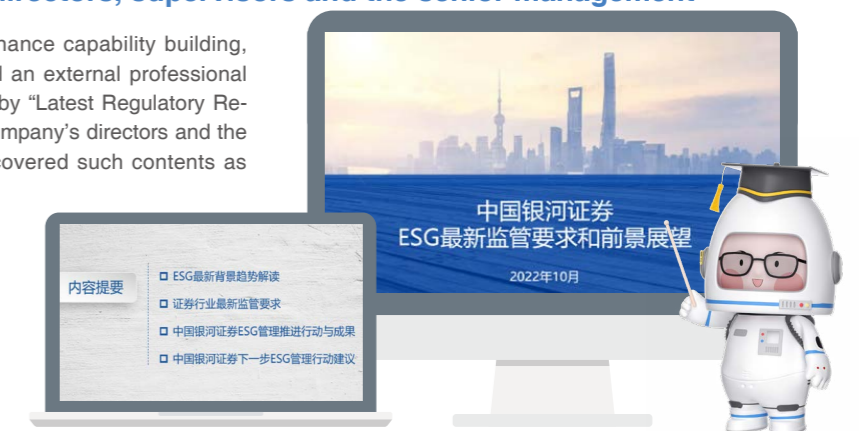 directors, Supervisors and the Senior Management
nance capability building,
an external professional
by “Latest Regulatory Re-
ompany’s directors and the
covered such contents as
中国银河证券
ESG最新监管要求和前景展望
2022年10月
内容提要
ESG最新背景趋势解读
证券行业最新监管要求
中国银河证券ESG管理推进行动与成果
中国银河证券下一步ESG管理行动建议